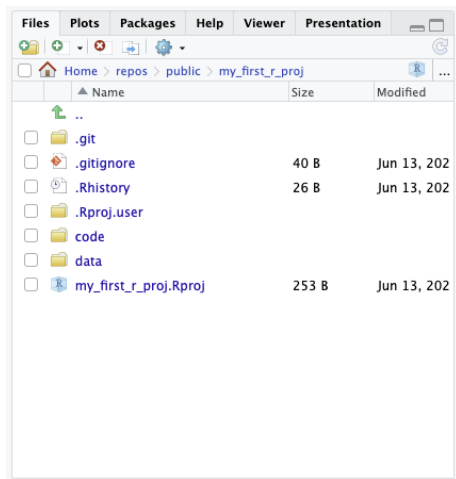 Files Plots Packages Help Viewer Presentation
Home > repos > public > my_first_r_proj R ...
Name Size Modified
..
.git
.gitignore 40 B Jun 13, 202
.Rhistory 26 B Jun 13, 202
.Rproj.user
code
data
my_first_r_proj.Rproj 253 B Jun 13, 202